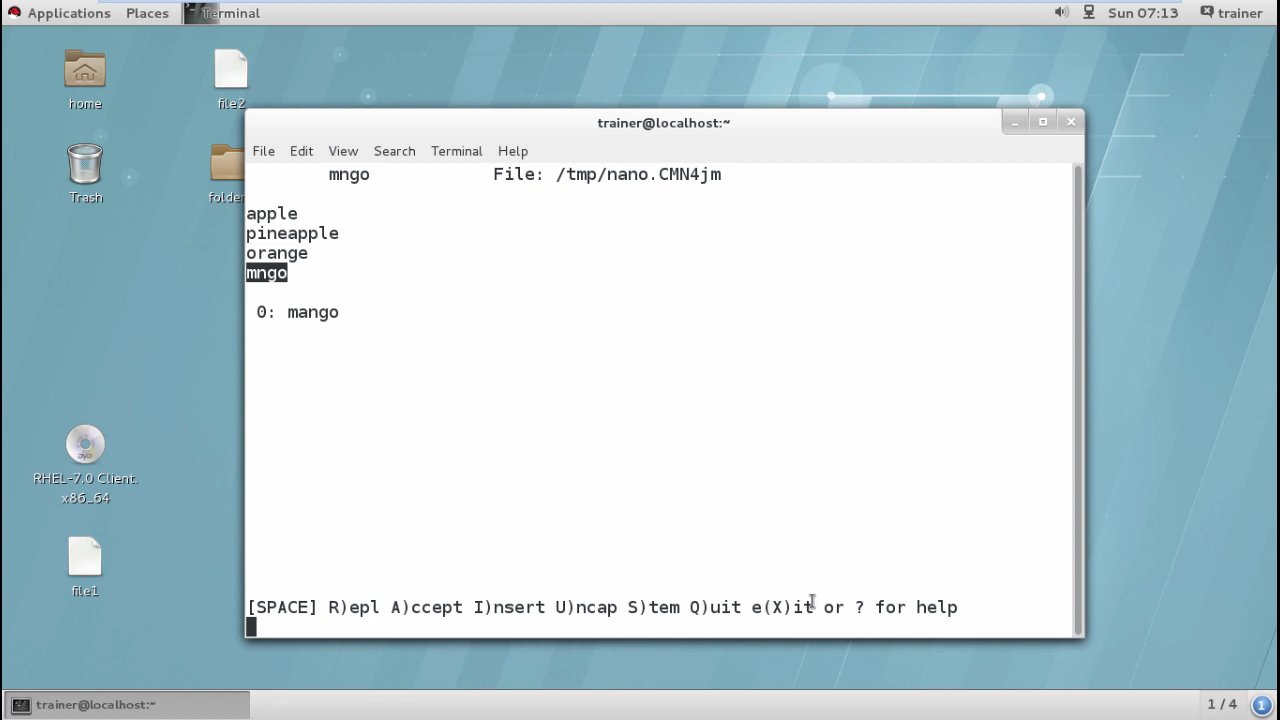 Applications Places Terminal Sun 07:13 trainer
home
file2
Trash
folder
RHEL-7.0 Client.
x86_64
file1
trainer@localhost:~
File Edit View Search Terminal Help
mngo File: /tmp/nano.CMN4jm
apple
pineapple
orange
mngo
0: mango
[SPACE] R)epl A)ccept I)nsert U)ncap S)tem Q)uit e(X)it or ? for help
trainer@localhost:~ 1 / 4 1